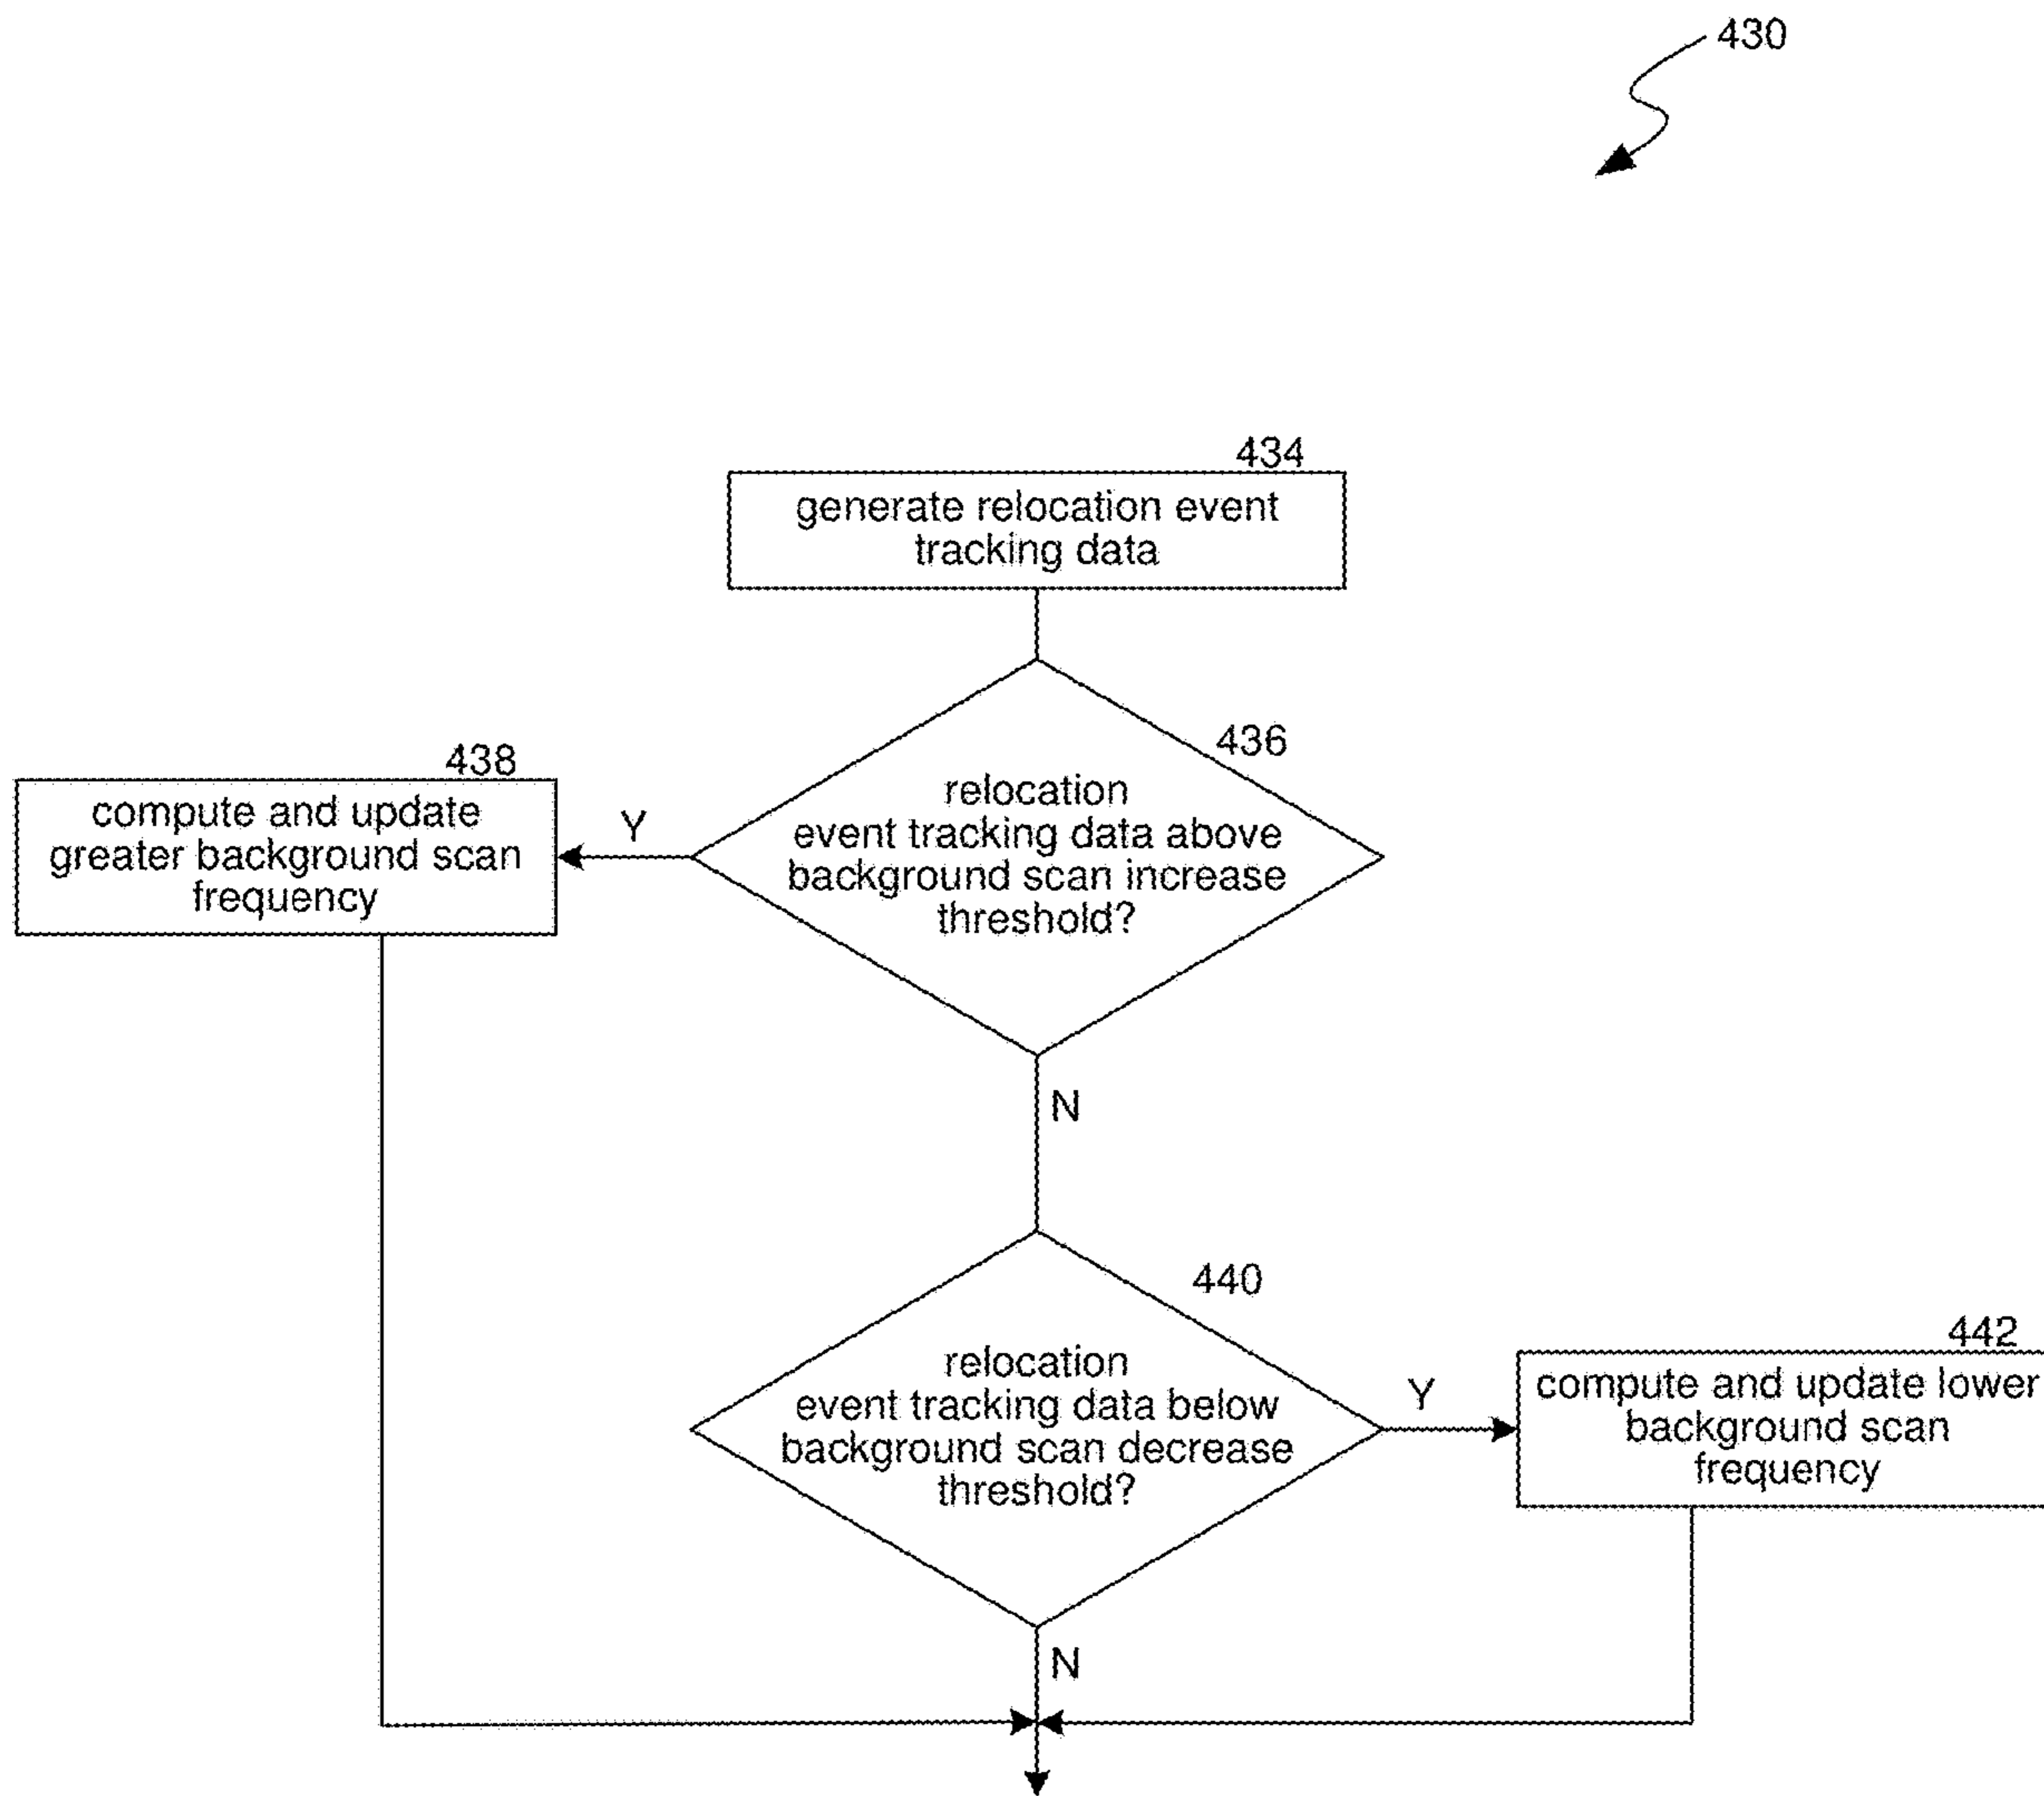 430
434
generate relocation event
tracking data
436
relocation
event tracking data above
background scan increase
threshold?
Y
438
compute and update
greater background scan
frequency
N
440
relocation
event tracking data below
background scan decrease
threshold?
Y
442
compute and update lower
background scan
frequency
N